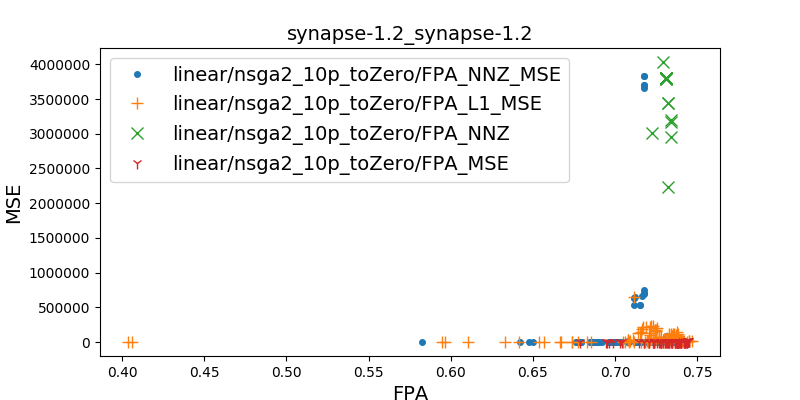 synapse-1.2_synapse-1.2
linear/nsga2_10p_toZero/FPA_NNZ_MSE
linear/nsga2_10p_toZero/FPA_L1_MSE
linear/nsga2_10p_toZero/FPA_NNZ
linear/nsga2_10p_toZero/FPA_MSE
MSE
4000000
3500000
3000000
2500000
2000000
1500000
1000000
500000
0
0.40 0.45 0.50 0.55 0.60 0.65 0.70 0.75
FPA